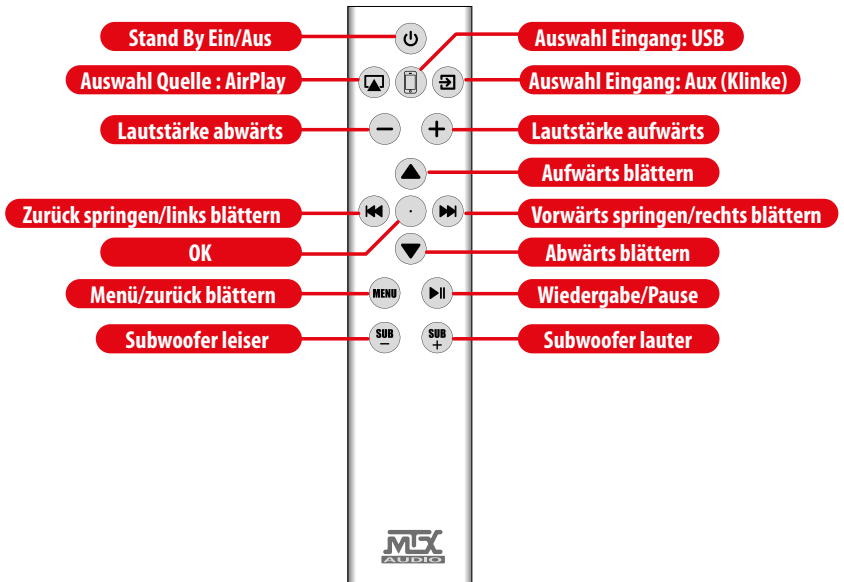 Stand By Ein/Aus
Auswahl Eingang: USB
Auswahl Quelle : AirPlay
Auswahl Eingang: Aux (Klinke)
Lautstärke abwärts
Lautstärke aufwärts
Aufwärts blättern
Zurück springen/links blättern
Vorwärts springen/rechts blättern
OK
Abwärts blättern
Menü/zurück blättern
MENU
Wiedergabe/Pause
Subwoofer leiser
SUB
–
SUB
+
Subwoofer lauter
MTX
AUDIO